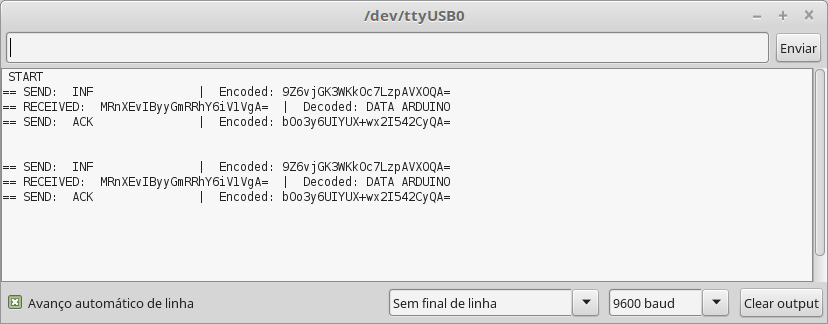 /dev/ttyUSB0
Enviar
START
== SEND:  INF               |  Encoded: 9Z6vjGK3WKkOc7LzpAVXOQA=
== RECEIVED:  MRnXEvIByyGmRRhY6iVlVgA=  |  Decoded: DATA ARDUINO
== SEND:  ACK               |  Encoded: bOo3y6UIYUX+wx2I542CyQA=
== SEND:  INF               |  Encoded: 9Z6vjGK3WKkOc7LzpAVXOQA=
== RECEIVED:  MRnXEvIByyGmRRhY6iVlVgA=  |  Decoded: DATA ARDUINO
== SEND:  ACK               |  Encoded: bOo3y6UIYUX+wx2I542CyQA=
Avanço automático de linha
Sem final de linha
9600 baud
Clear output